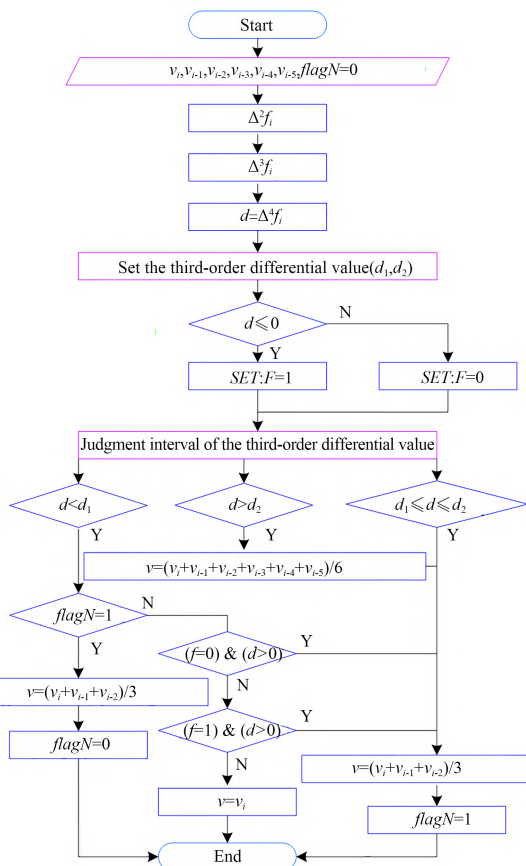 Start
vᵢ,vᵢ₋₁,vᵢ₋₂,vᵢ₋₃,vᵢ₋₄,vᵢ₋₅,flagN=0
Δ²fᵢ
Δ³fᵢ
d=Δ⁴fᵢ
Set the third-order differential value(d₁,d₂)
d⩽0
N
Y
SET:F=1
SET:F=0
Judgment interval of the third-order differential value
d<d₁
d>d₂
d₁⩽d⩽d₂
Y
Y
Y
v=(vᵢ+vᵢ₋₁+vᵢ₋₂+vᵢ₋₃+vᵢ₋₄+vᵢ₋₅)/6
flagN=1
N
Y
(f=0) & (d>0)
Y
N
v=(vᵢ+vᵢ₋₁+vᵢ₋₂)/3
flagN=0
(f=1) & (d>0)
Y
N
v=(vᵢ+vᵢ₋₁+vᵢ₋₂)/3
v=vᵢ
flagN=1
End